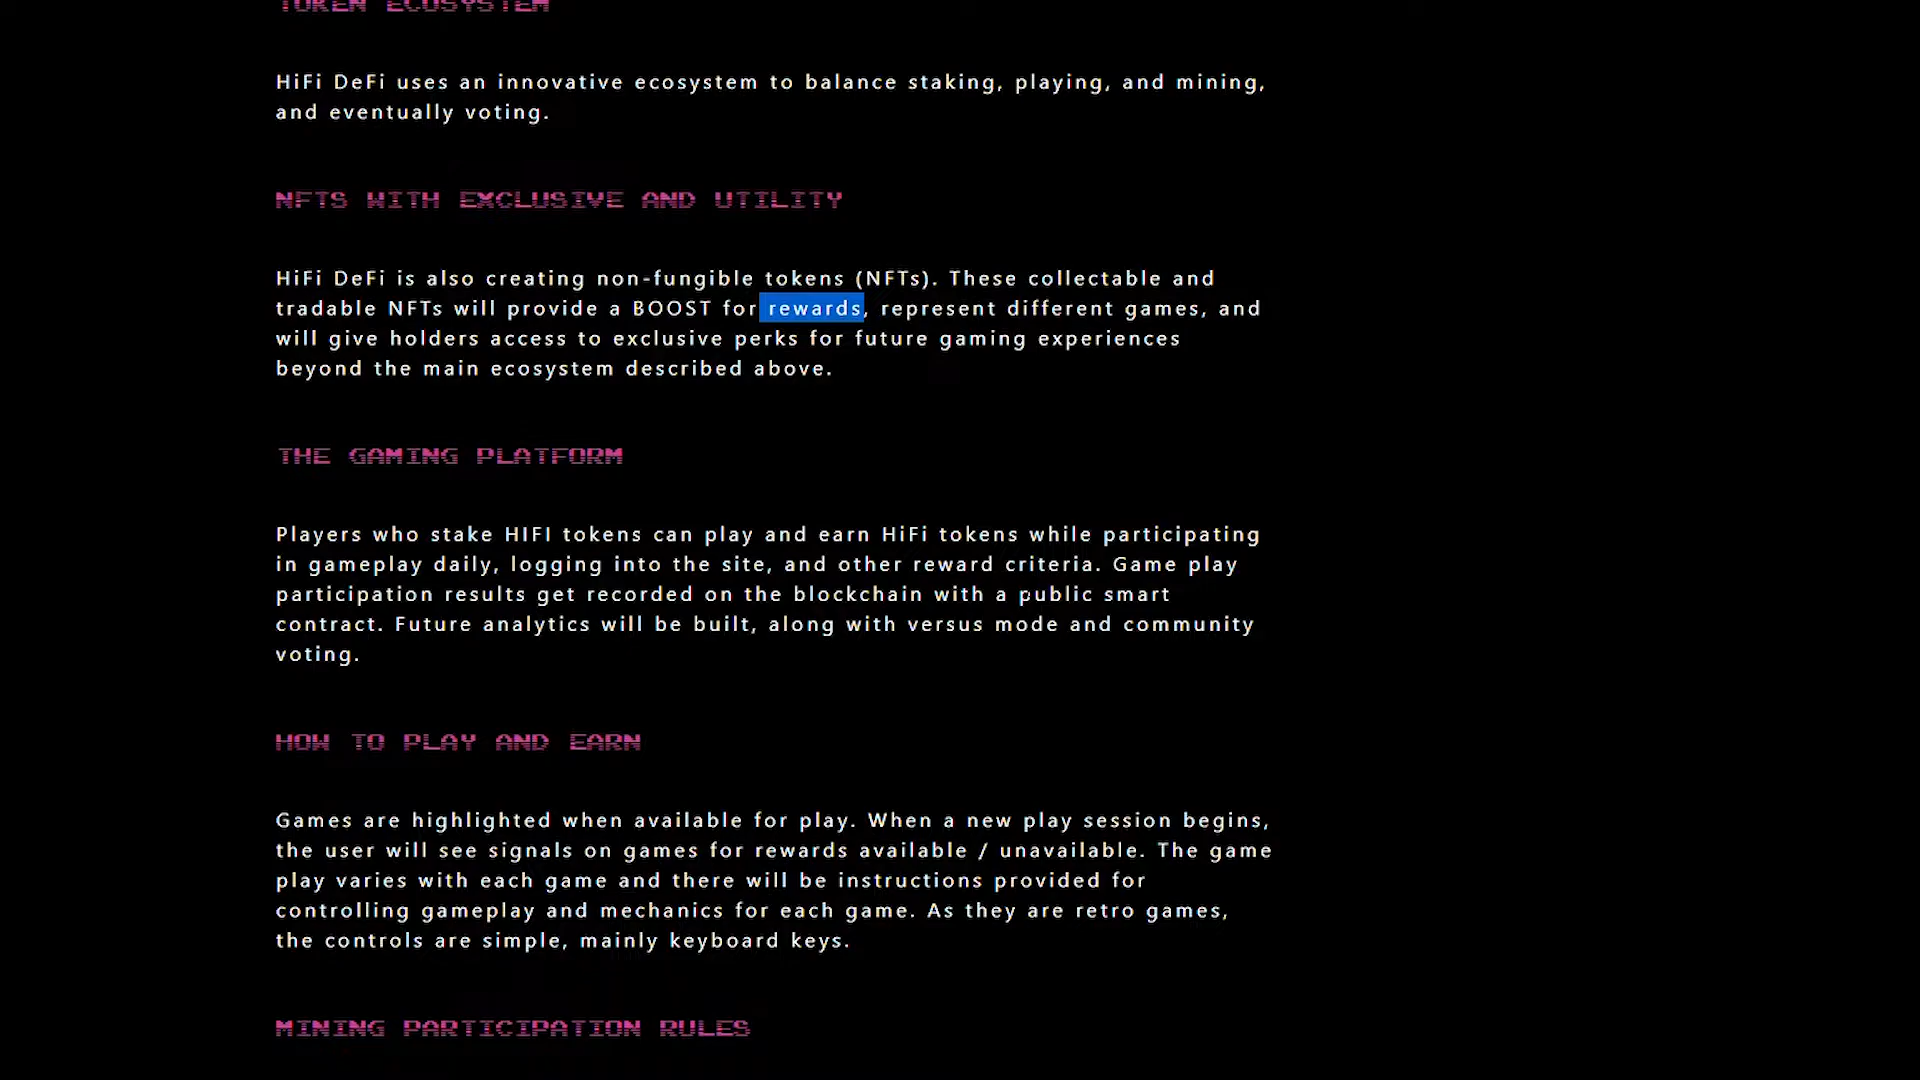 TOKEN ECOSYSTEM
HiFi DeFi uses an innovative ecosystem to balance staking, playing, and mining,
and eventually voting.
NFTS WITH EXCLUSIVE AND UTILITY
HiFi DeFi is also creating non-fungible tokens (NFTs). These collectable and
tradable NFTs will provide a BOOST for rewards, represent different games, and
will give holders access to exclusive perks for future gaming experiences
beyond the main ecosystem described above.
THE GAMING PLATFORM
Players who stake HIFI tokens can play and earn HiFi tokens while participating
in gameplay daily, logging into the site, and other reward criteria. Game play
participation results get recorded on the blockchain with a public smart
contract. Future analytics will be built, along with versus mode and community
voting.
HOW TO PLAY AND EARN
Games are highlighted when available for play. When a new play session begins,
the user will see signals on games for rewards available / unavailable. The game
play varies with each game and there will be instructions provided for
controlling gameplay and mechanics for each game. As they are retro games,
the controls are simple, mainly keyboard keys.
MINING PARTICIPATION RULES